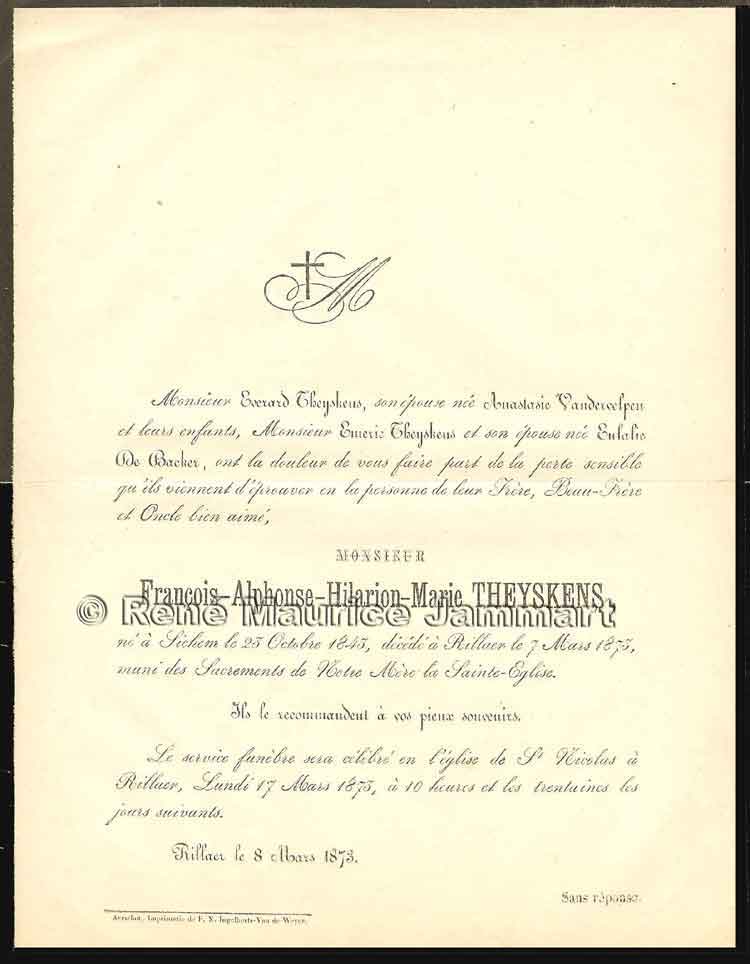 M
Monsieur Everard Theyskens, son épouse née Anastasie Vandervelpen
et leurs enfants, Monsieur Emeric Theyskens et son épouse née Eulalie
De Backer, ont la douleur de vous faire part de la perte sensible
qu'ils viennent d'éprouver en la personne de leur Frère, Beau-Frère
et Oncle bien aimé,
MONSIEUR
François-Alphonse-Hilarion-Marie THEYSKENS,
© René Maurice Jammart
né à Sichem le 23 Octobre 1843, décédé à Rillaer le 7 Mars 1873,
muni des Sacrements de Notre Mère la Sainte-Eglise.
Ils le recommandent à vos pieux souvenirs.
Le service funèbre sera célébré en l'église de St Nicolas à
Rillaer, Lundi 17 Mars 1873, à 10 heures et les trentaines les
jours suivants.
Rillaer le 8 Mars 1873.
Sans réponse.
Aerschot, Imprimerie de F. X.